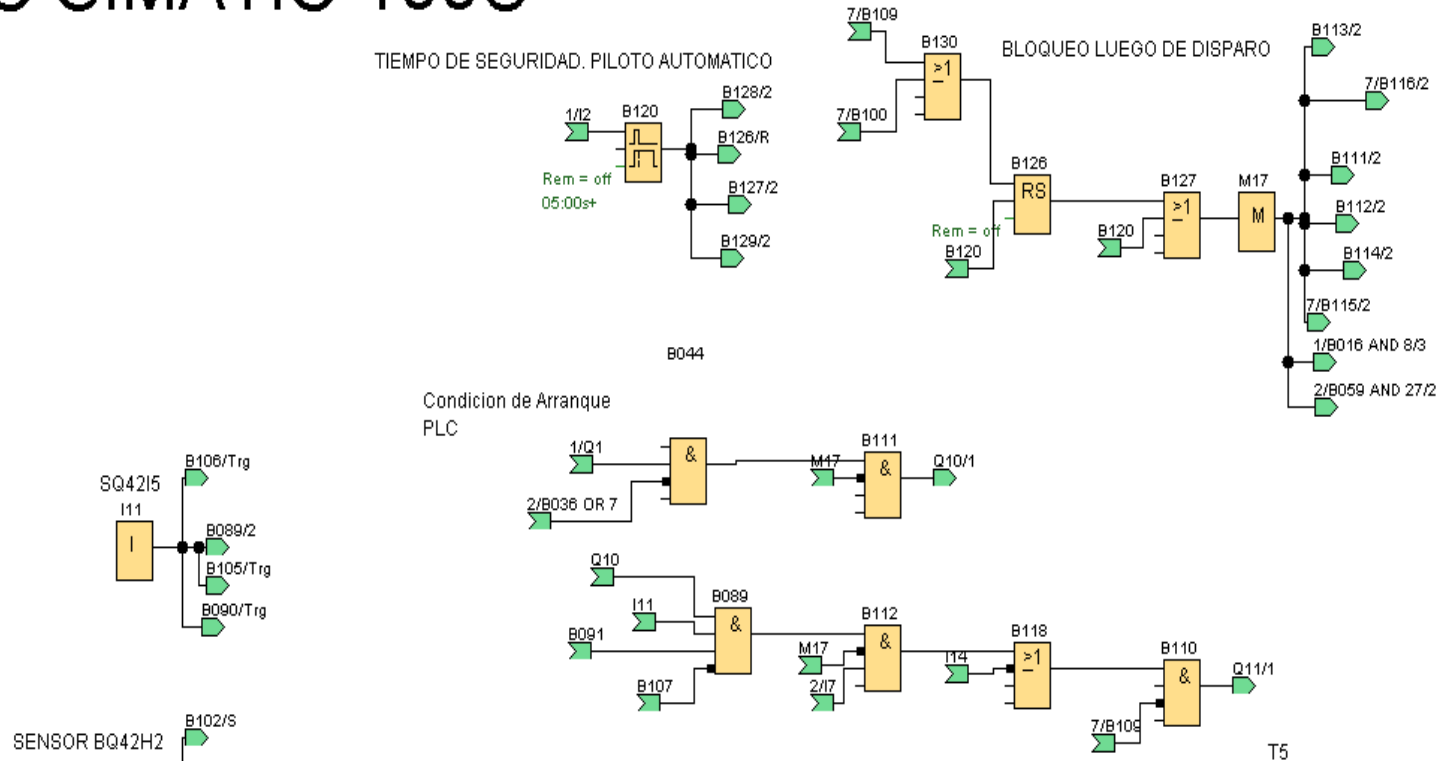 7/B109
B113/2
B130
BLOQUEO LUEGO DE DISPARO
TIEMPO DE SEGURIDAD. PILOTO AUTOMATICO
>1
B128/2
7/B116/2
1/I2
B120
7/B100
B126/R
B126
B111/2
Rem = off
B127/2
RS
B127
M17
05:00s+
>1
M
B112/2
Rem = off
B120
B129/2
B120
B114/2
7/B115/2
1/B016 AND 8/3
B044
2/B059 AND 27/2
Condicion de Arranque
PLC
1/Q1
&
B111
M17
&
Q10/1
B106/Trg
SQ42I5
I11
2/B036 OR 7
I
B089/2
B105/Trg
Q10
B089
B090/Trg
I11
&
B112
B091
&
B118
M17
I14
>1
B110
B107
2/I7
&
Q11/1
B102/S
7/B109
SENSOR BQ42H2
T5